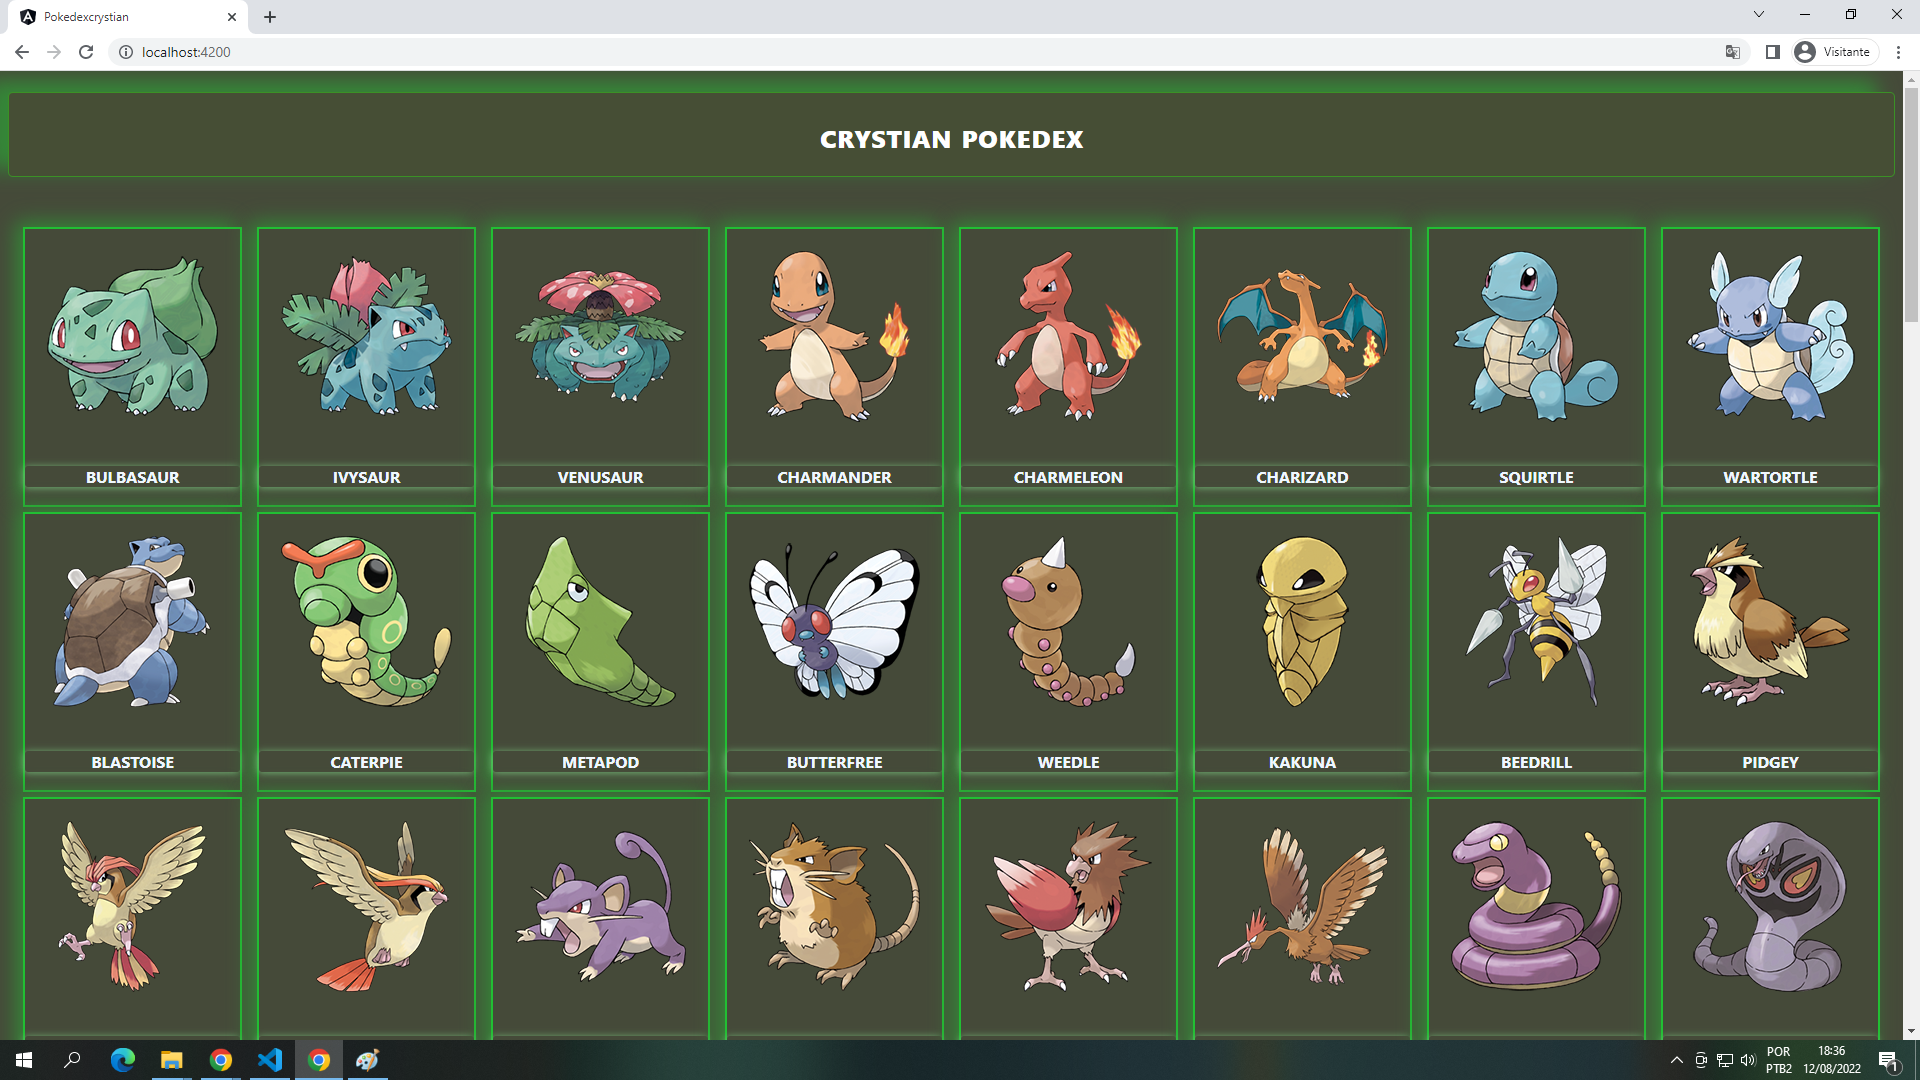 Pokedexcrystian
localhost:4200
Visitante
CRYSTIAN POKEDEX
BULBASAUR
IVYSAUR
VENUSAUR
CHARMANDER
CHARMELEON
CHARIZARD
SQUIRTLE
WARTORTLE
BLASTOISE
CATERPIE
METAPOD
BUTTERFREE
WEEDLE
KAKUNA
BEEDRILL
PIDGEY
POR
PTB2
18:36
12/08/2022
1